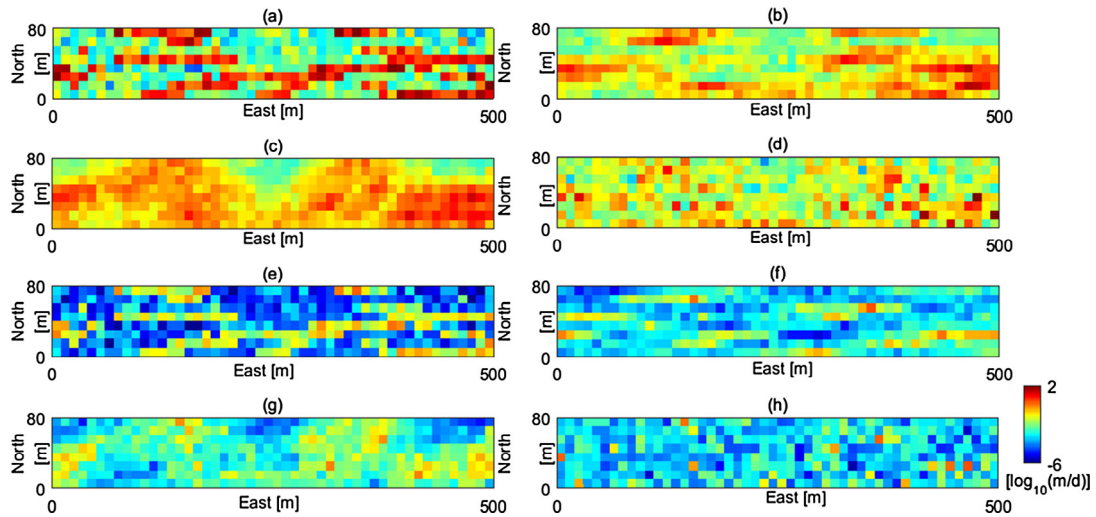 (a) (b)
80 80
North [m] North [m]
0 0
East [m] East [m]
0 500 0 500
(c) (d)
80 80
North [m] North [m]
0 0
East [m] East [m]
0 500 0 500
(e) (f)
80 80
North [m] North [m]
0 0
East [m] East [m]
0 500 0 500
(g) (h)
80 80
North [m] North [m]
0 0
East [m] East [m]
0 500 0 500
2
-6
[log10(m/d)]